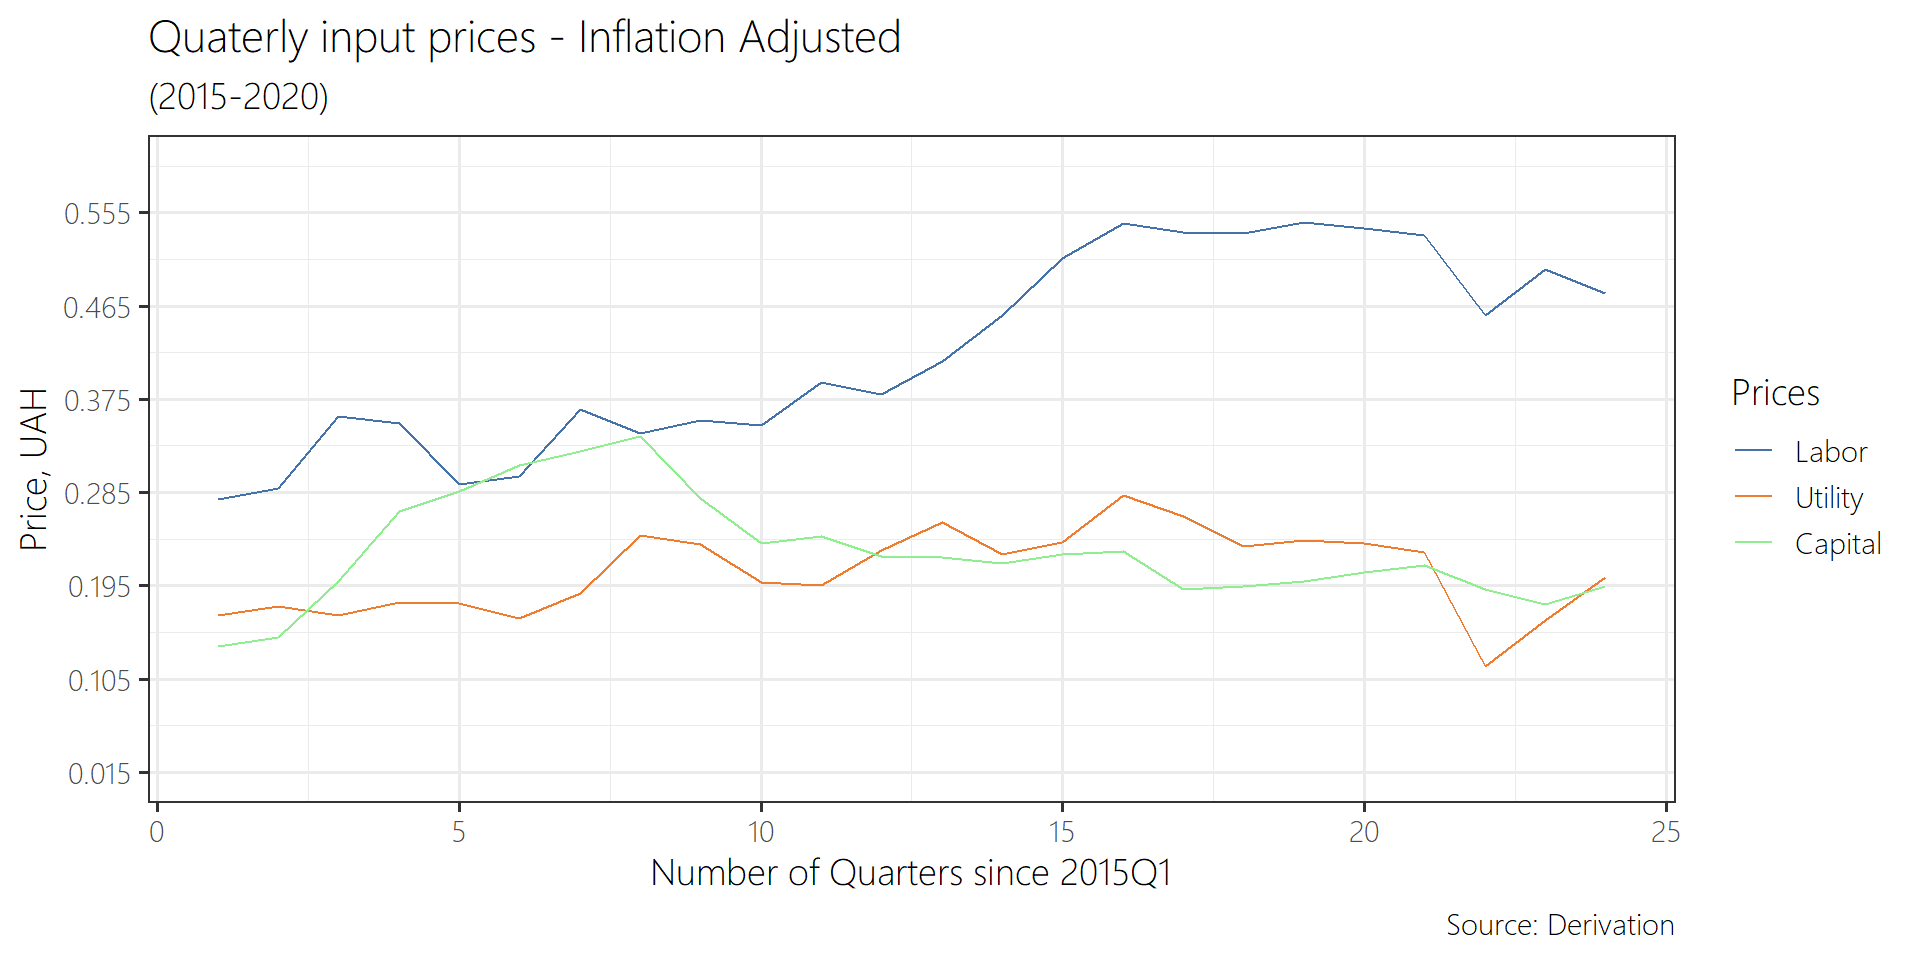 Quaterly input prices - Inflation Adjusted
(2015-2020)
Price, UAH
0.555
0.465
0.375
0.285
0.195
0.105
0.015
0 5 10 15 20 25
Number of Quarters since 2015Q1
Prices
Labor
Utility
Capital
Source: Derivation